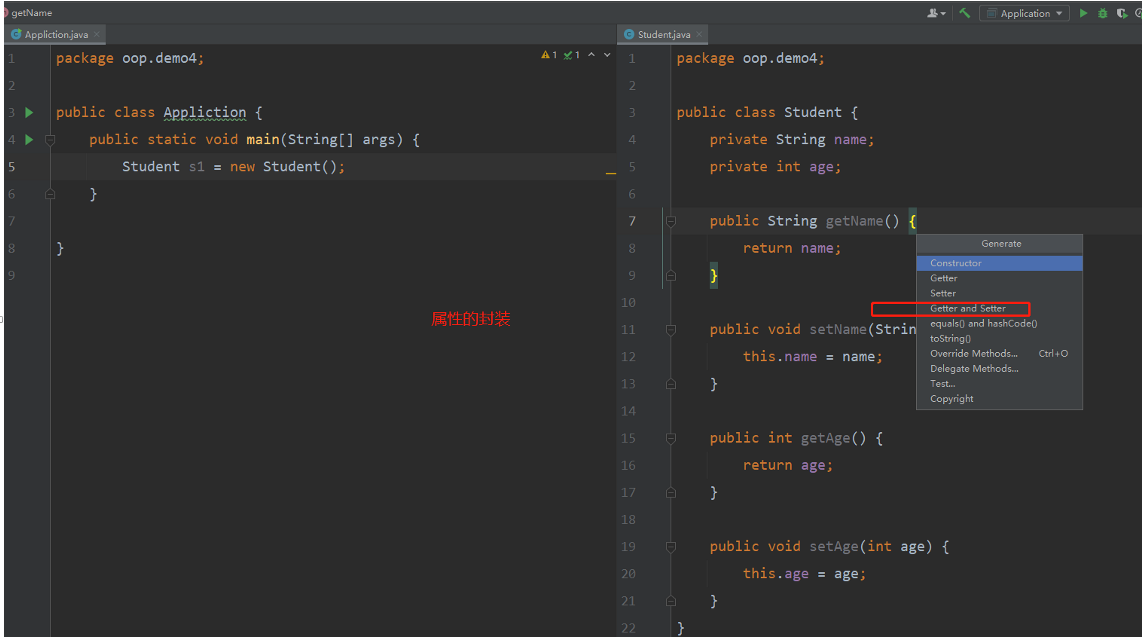 getName
Application
Appliction.java
1 1
1 package oop.demo4;
2
3 public class Appliction {
4 public static void main(String[] args) {
5 Student s1 = new Student();
6 }
7
8 }
9
属性的封装
Student.java
1 package oop.demo4;
2
3 public class Student {
4 private String name;
5 private int age;
6
7 public String getName() {
8 return name;
9 }
10
11 public void setName(Strin
12 this.name = name;
13 }
14
15 public int getAge() {
16 return age;
17 }
18
19 public void setAge(int age) {
20 this.age = age;
21 }
22 }
Generate
Constructor
Getter
Setter
Getter and Setter
equals() and hashCode()
toString()
Override Methods... Ctrl+O
Delegate Methods...
Test...
Copyright